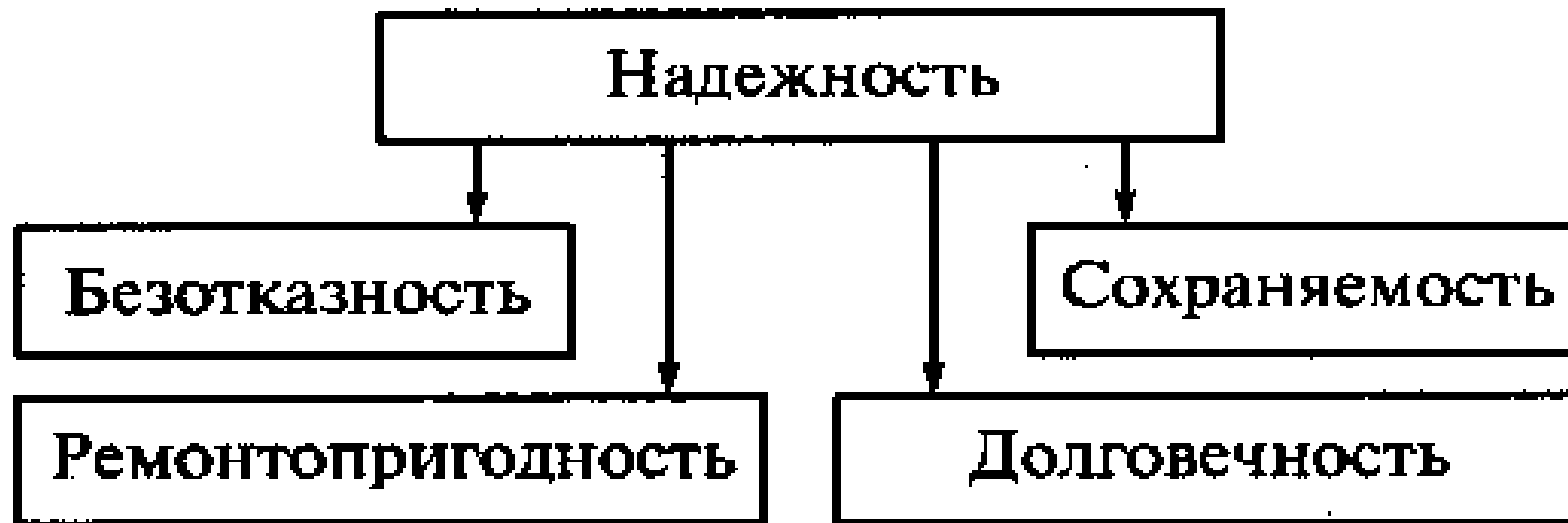 Надежность
Безотказность
Сохраняемость
Ремонтопригодность
Долговечность